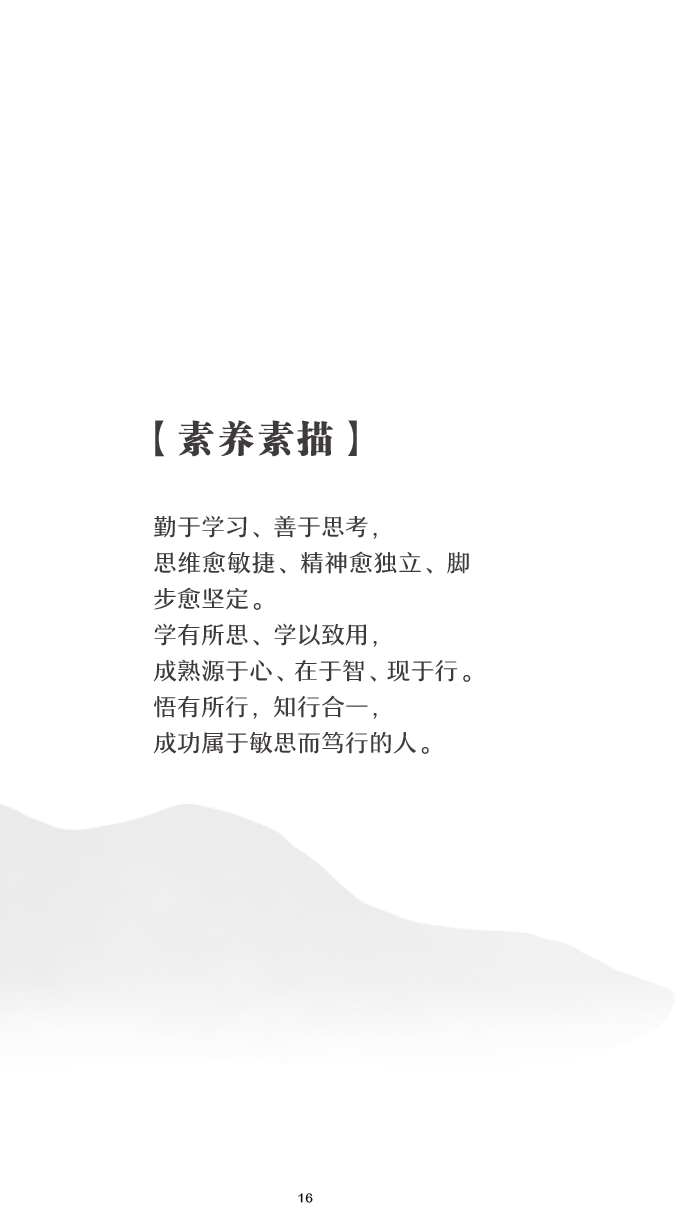 【素养素描】
勤于学习、善于思考，
思维愈敏捷、精神愈独立、脚
步愈坚定。
学有所思、学以致用，
成熟源于心、在于智、现于行。
悟有所行，知行合一，
成功属于敏思而笃行的人。
16